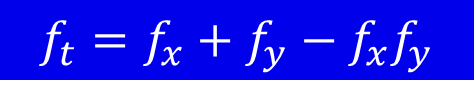 f_t = f_x + f_y − f_x f_y